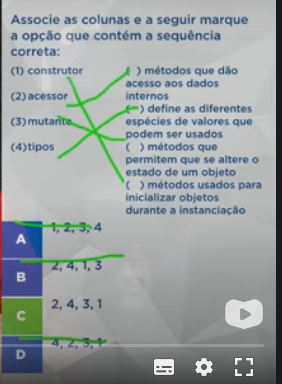 Associe as colunas e a seguir marque
a opção que contém a sequência
correta:
(1) construtor
(2) acessor
(3) mutante
(4) tipos
( ) métodos que dão
acesso aos dados
internos
( ) define as diferentes
espécies de valores que
podem ser usados
( ) métodos que
permitem que se altere o
estado de um objeto
( ) métodos usados para
inicializar objetos
durante a instanciação
A
1, 2, 3, 4
B
2, 4, 1, 3
C
2, 4, 3, 1
D
4, 2, 3, 1